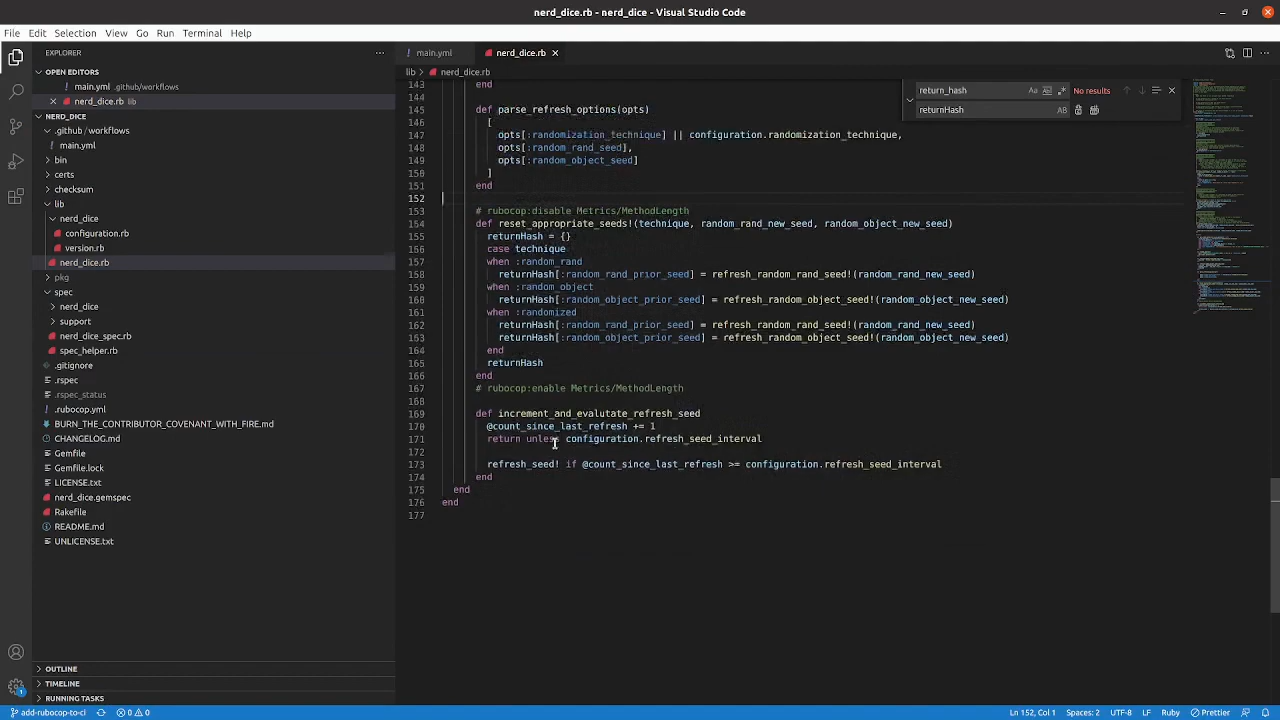 nerd_dice.rb - nerd_dice - Visual Studio Code
File Edit Selection View Go Run Terminal Help
EXPLORER
OPEN EDITORS
main.yml .github/workflows
nerd_dice.rb lib
NERD_DICE
.github / workflows
main.yml
bin
certs
checksum
lib
nerd_dice
configuration.rb
version.rb
nerd_dice.rb
pkg
spec
nerd_dice
support
nerd_dice_spec.rb
spec_helper.rb
.gitignore
.rspec
.rspec_status
.rubocop.yml
BURN_THE_CONTRIBUTOR_COVENANT_WITH_FIRE.md
CHANGELOG.md
Gemfile
Gemfile.lock
LICENSE.txt
nerd_dice.gemspec
Rakefile
README.md
UNLICENSE.txt
OUTLINE
TIMELINE
RUNNING TASKS
main.yml nerd_dice.rb
lib > nerd_dice.rb
return_hash Aa No results
AB
143 end
144
145 def parse_refresh_options(opts)
146 [
147 opts[:randomization_technique] || configuration.randomization_technique,
148 opts[:random_rand_seed],
149 opts[:random_object_seed]
150 ]
151 end
152
153 # rubocop:disable Metrics/MethodLength
154 def reset_appropriate_seeds!(technique, random_rand_new_seed, random_object_new_seed)
155 returnHash = {}
156 case technique
157 when :random_rand
158 returnHash[:random_rand_prior_seed] = refresh_random_rand_seed!(random_rand_new_seed)
159 when :random_object
160 returnHash[:random_object_prior_seed] = refresh_random_object_seed!(random_object_new_seed)
161 when :randomized
162 returnHash[:random_rand_prior_seed] = refresh_random_rand_seed!(random_rand_new_seed)
163 returnHash[:random_object_prior_seed] = refresh_random_object_seed!(random_object_new_seed)
164 end
165 returnHash
166 end
167 # rubocop:enable Metrics/MethodLength
168
169 def increment_and_evalutate_refresh_seed
170 @count_since_last_refresh += 1
171 return unless configuration.refresh_seed_interval
172
173 refresh_seed! if @count_since_last_refresh >= configuration.refresh_seed_interval
174 end
175 end
176 end
177
1 add-rubocop-to-ci 0 0 Ln 152, Col 1 Spaces: 2 UTF-8 LF Ruby Prettier